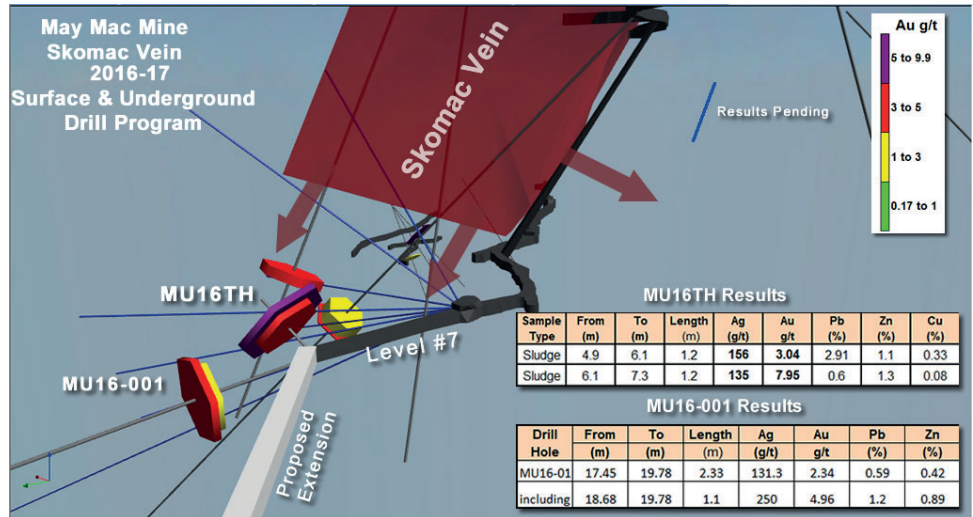 May Mac Mine
Skomac Vein
2016-17
Surface & Underground
Drill Program
Skomac Vein
Results Pending
Au g/t
5 to 9.9
3 to 5
1 to 3
0.17 to 1
MU16TH
MU16-001
Level #7
Proposed
Extension
MU16TH Results
Sample Type From (m) To (m) Length (m) Ag (g/t) Au g/t Pb (%) Zn (%) Cu (%)
Sludge 4.9 6.1 1.2 156 3.04 2.91 1.1 0.33
Sludge 6.1 7.3 1.2 135 7.95 0.6 1.3 0.08
MU16-001 Results
Drill Hole From (m) To (m) Length (m) Ag (g/t) Au g/t Pb (%) Zn (%)
MU16-01 17.45 19.78 2.33 131.3 2.34 0.59 0.42
including 18.68 19.78 1.1 250 4.96 1.2 0.89